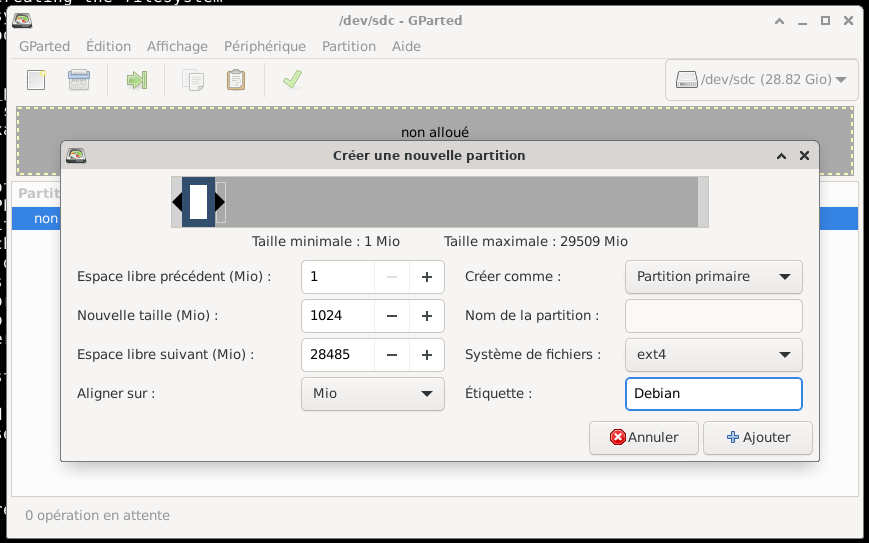 creating the filesystem
/dev/sdc - GParted
GParted Édition Affichage Périphérique Partition Aide
/dev/sdc (28.82 Gio)
non alloué
Créer une nouvelle partition
Partit
non
Taille minimale : 1 Mio Taille maximale : 29509 Mio
Espace libre précédent (Mio) : 1 Créer comme : Partition primaire
Nouvelle taille (Mio) : 1024 Nom de la partition :
Espace libre suivant (Mio) : 28485 Système de fichiers : ext4
Aligner sur : Mio Étiquette : Debian
Annuler Ajouter
0 opération en attente